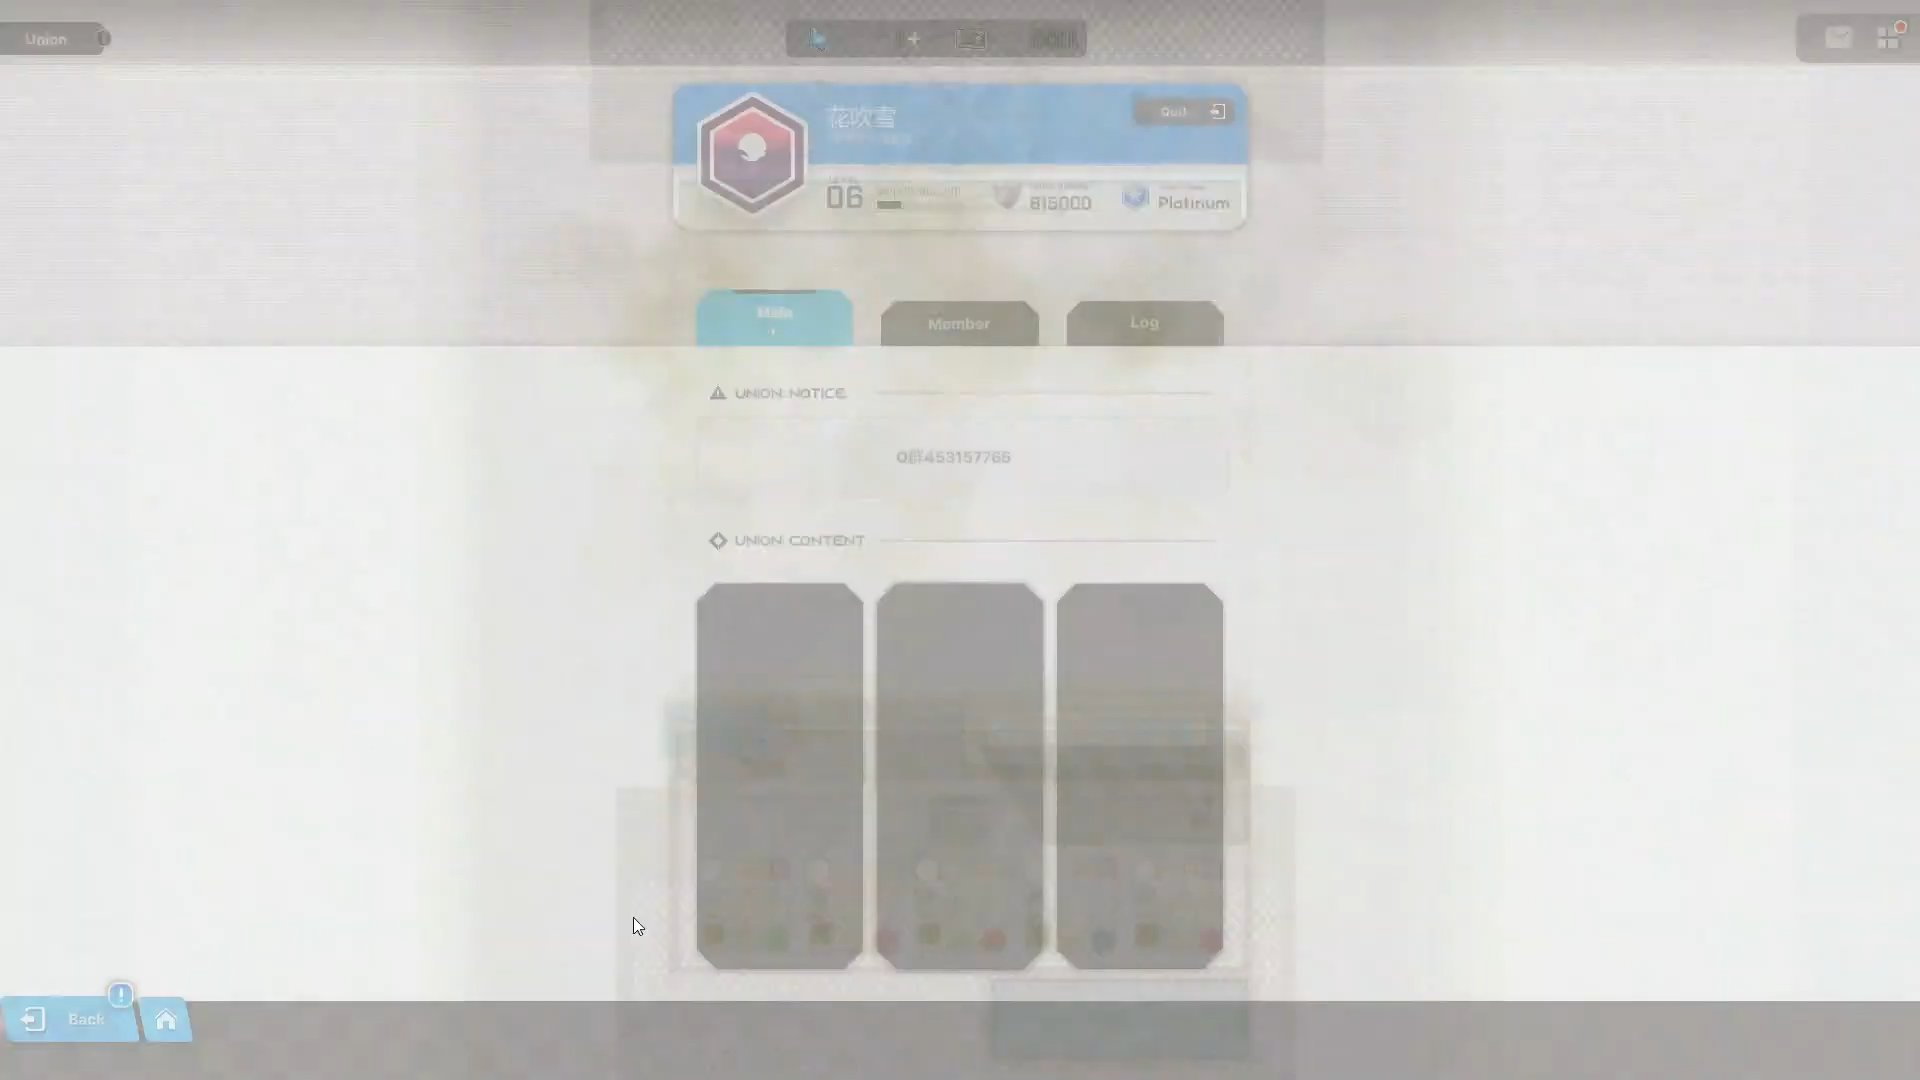 Union
花吹雪
Quit
06
815000
Platinum
Main
Member
Log
UNION NOTICE
Q群453157766
UNION CONTENT
Back